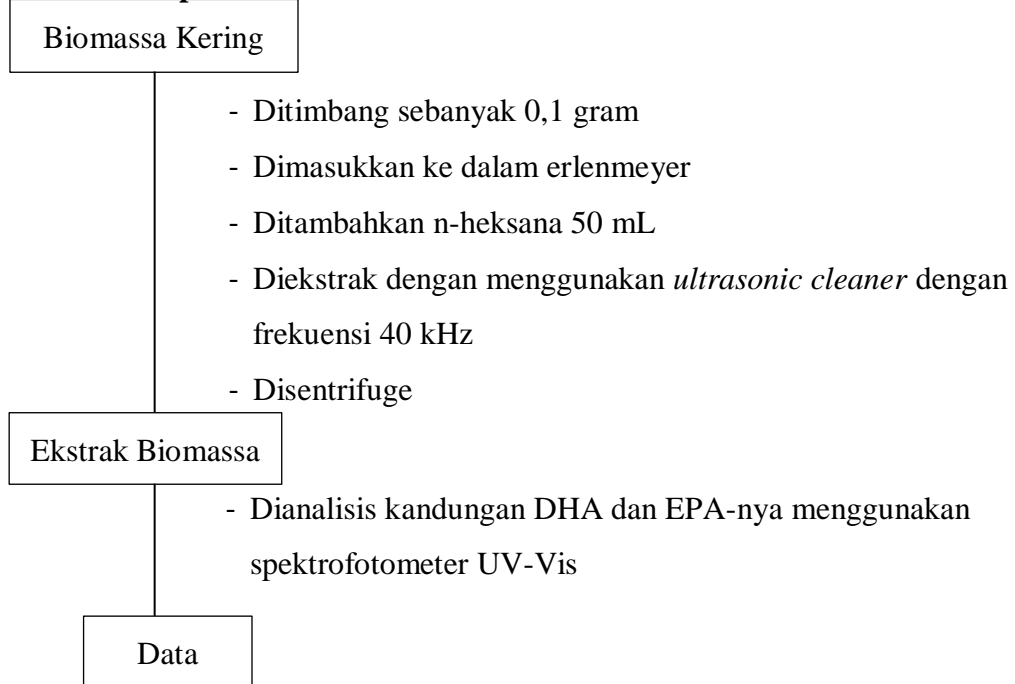 Biomassa Kering
- Ditimbang sebanyak 0,1 gram
- Dimasukkan ke dalam erlenmeyer
- Ditambahkan n-heksana 50 mL
- Diekstrak dengan menggunakan ultrasonic cleaner dengan
frekuensi 40 kHz
- Disentrifuge
Ekstrak Biomassa
- Dianalisis kandungan DHA dan EPA-nya menggunakan
spektrofotometer UV-Vis
Data